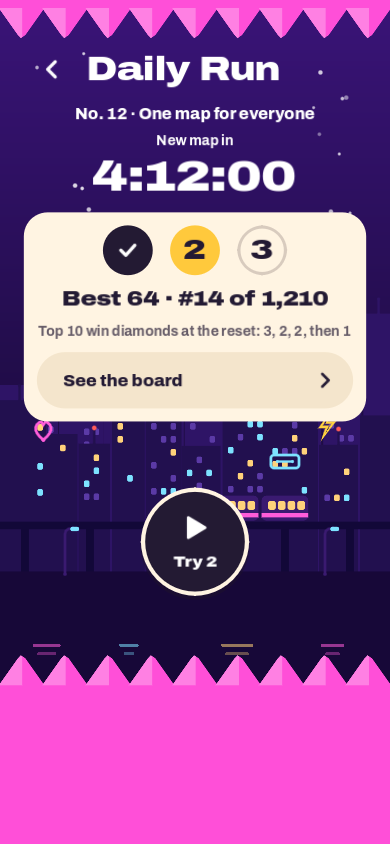 Daily Run
No. 12 · One map for everyone
New map in
4:12:00
2 3
Best 64 · #14 of 1,210
Top 10 win diamonds at the reset: 3, 2, 2, then 1
See the board
Try 2